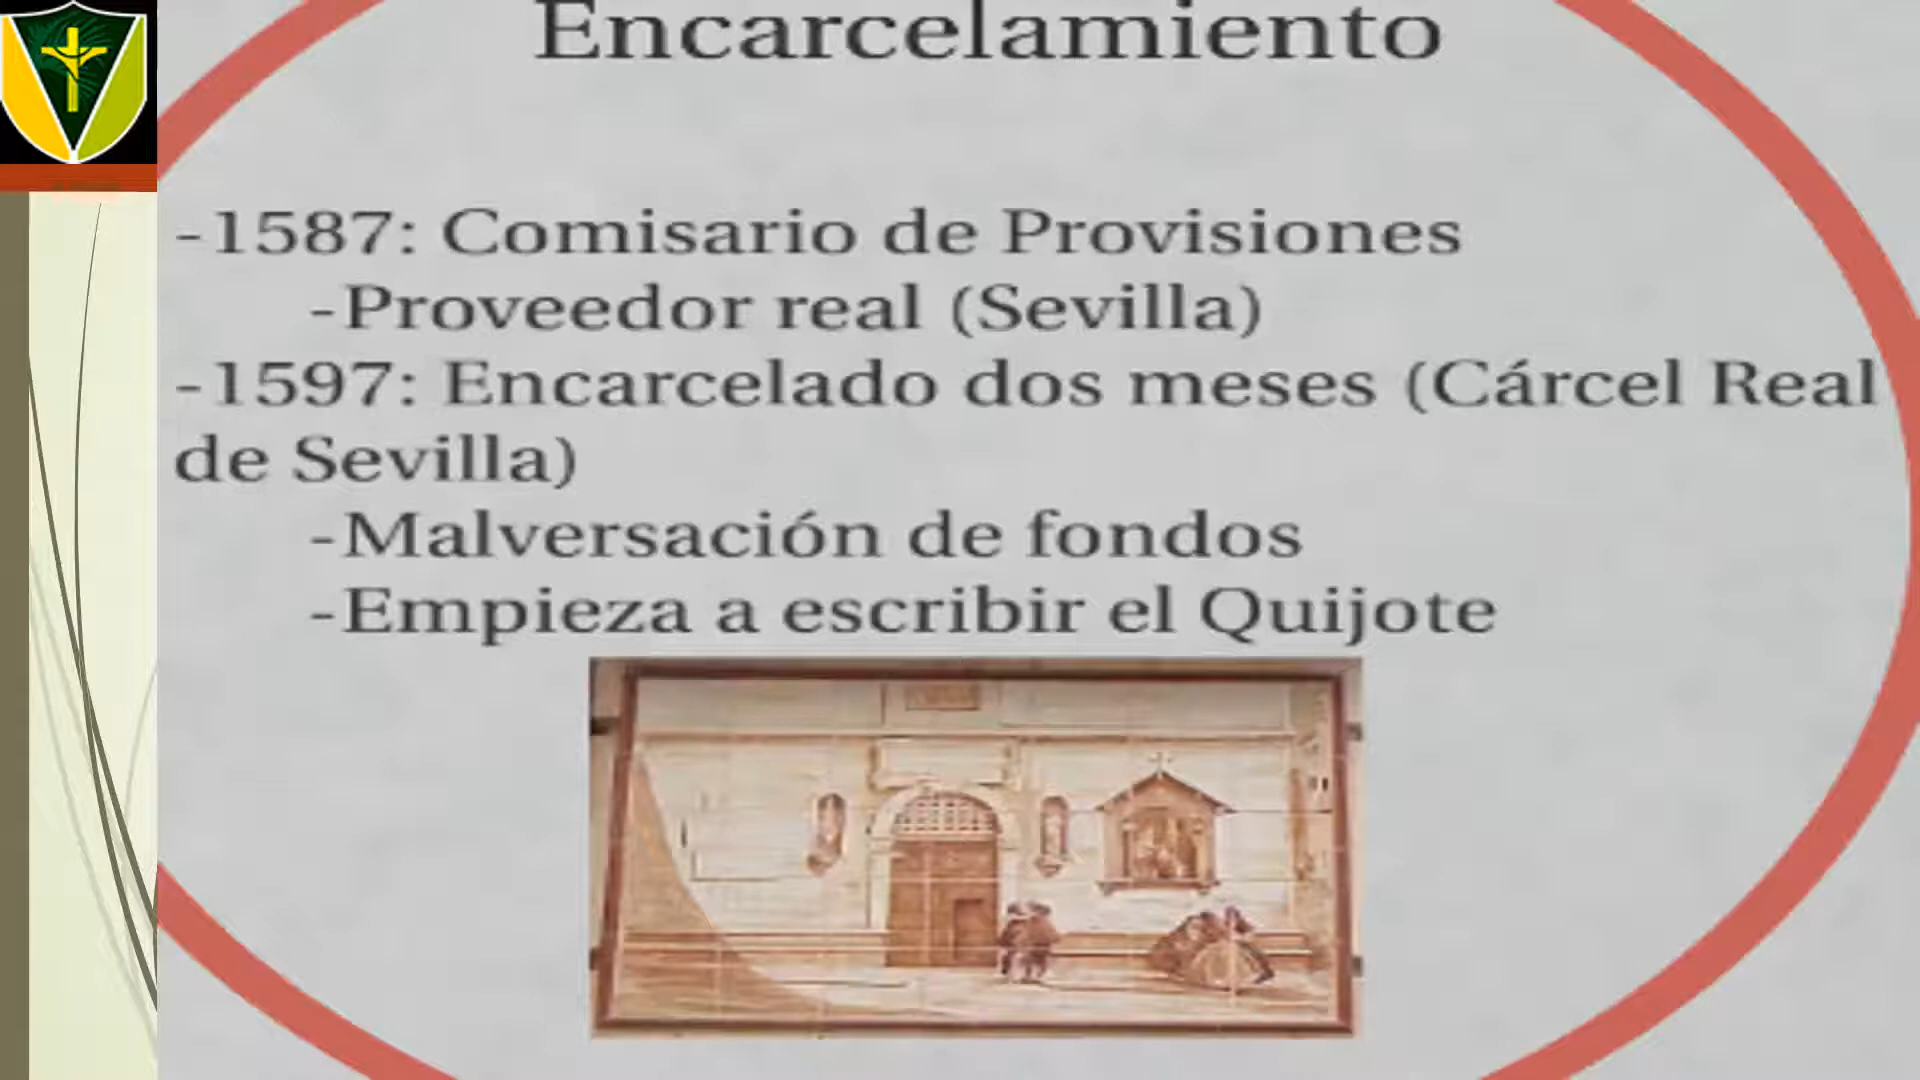 Encarcelamiento
-1587: Comisario de Provisiones
-Proveedor real (Sevilla)
-1597: Encarcelado dos meses (Cárcel Real
de Sevilla)
-Malversación de fondos
-Empieza a escribir el Quijote